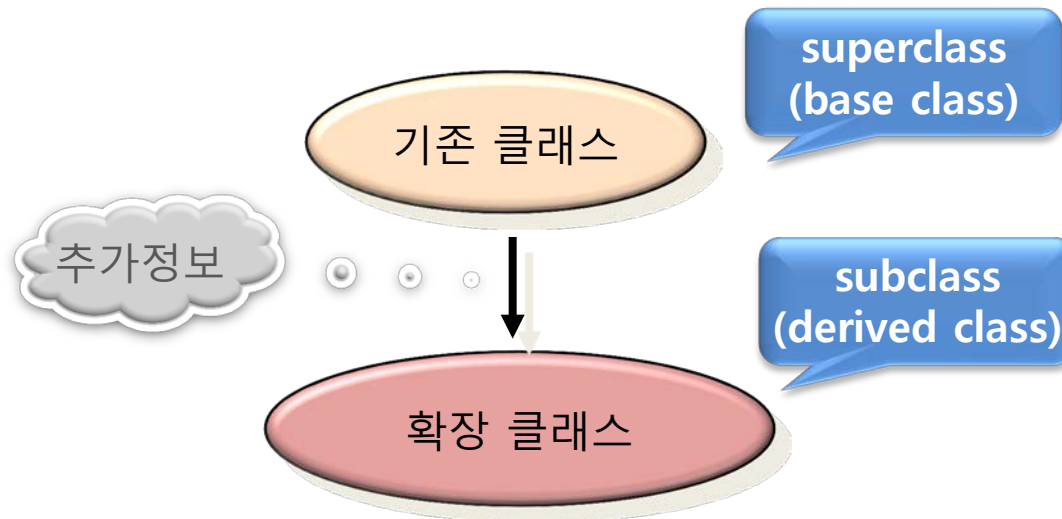 superclass
(base class)
기존 클래스
추가정보
subclass
(derived class)
확장 클래스